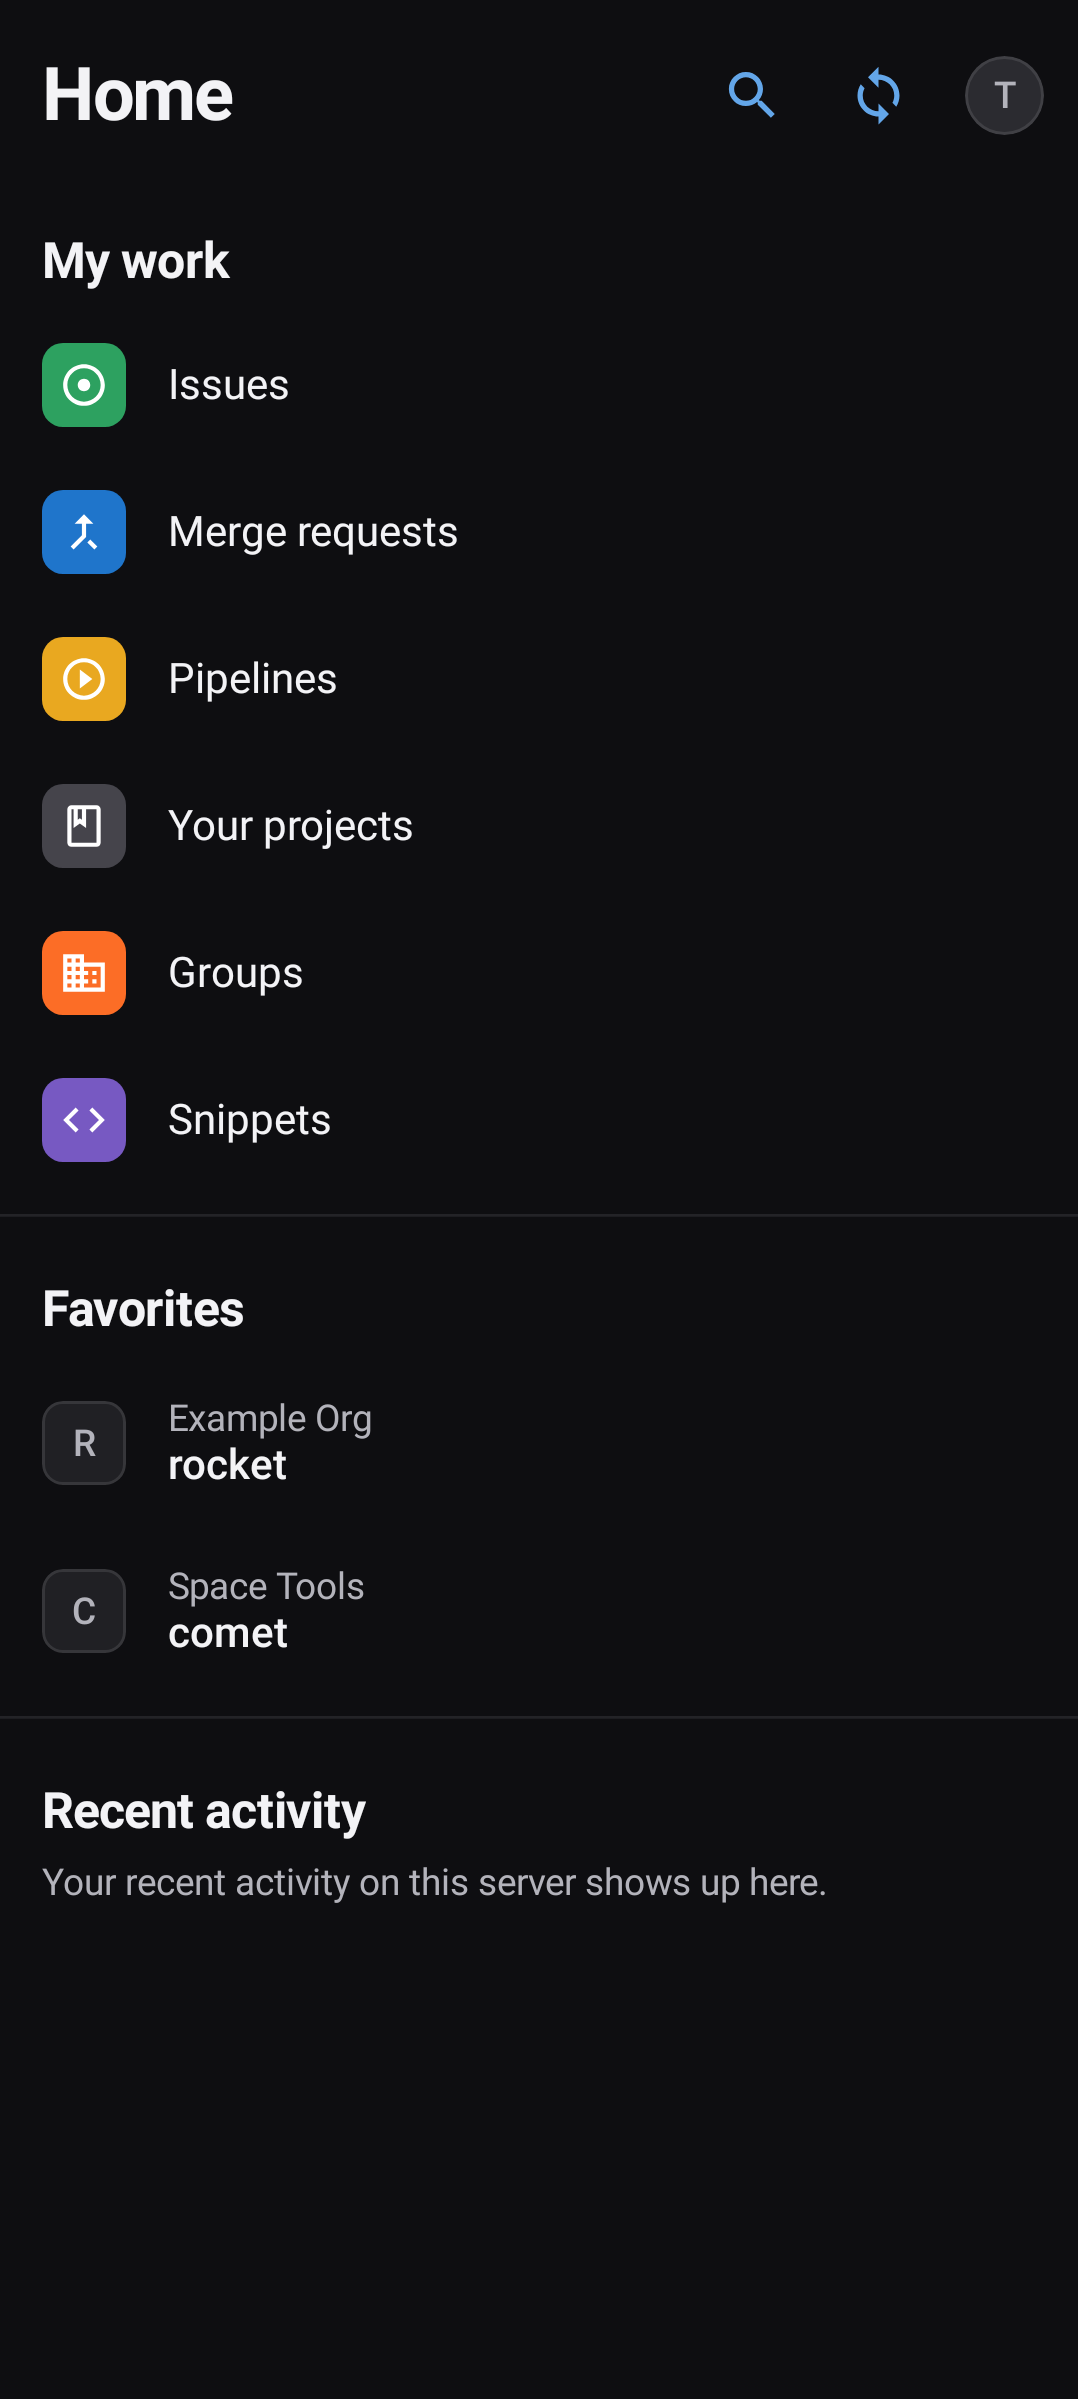 Home
T
My work
Issues
Merge requests
Pipelines
Your projects
Groups
Snippets
Favorites
R
Example Org
rocket
C
Space Tools
comet
Recent activity
Your recent activity on this server shows up here.